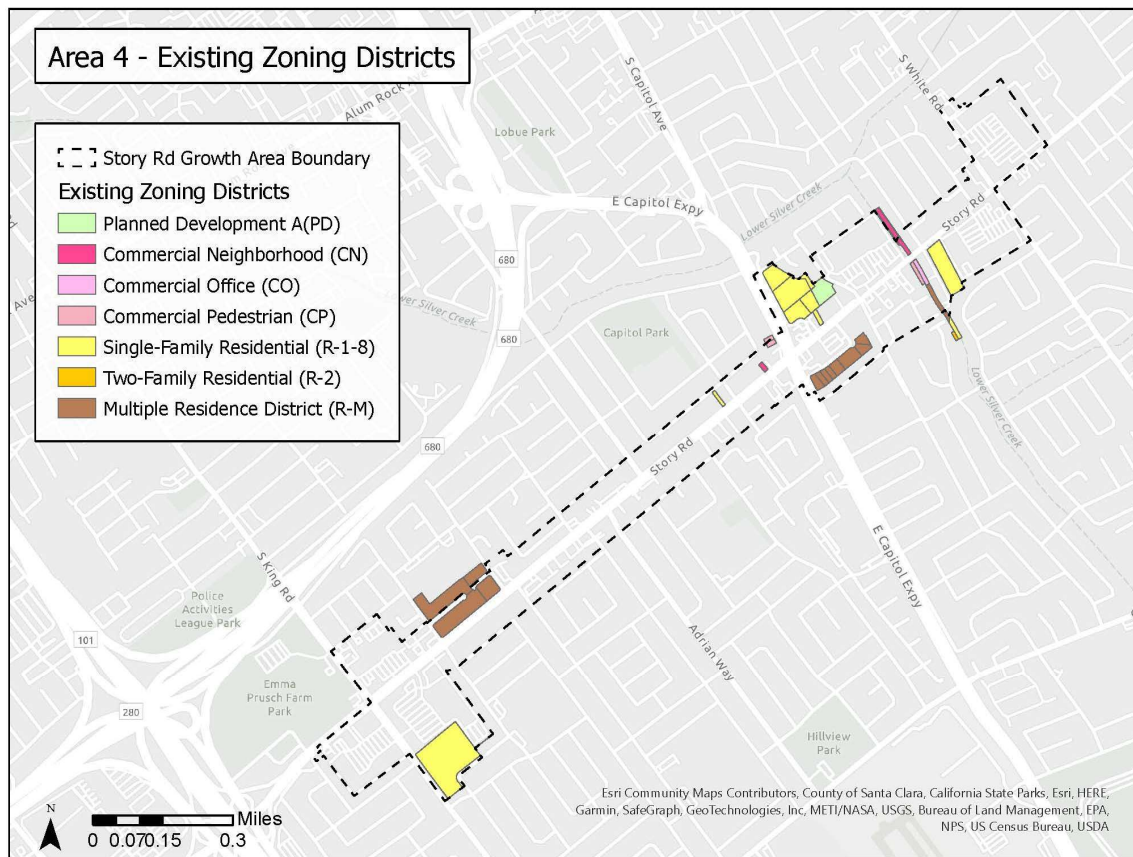 Area 4 - Existing Zoning Districts
Story Rd Growth Area Boundary
Existing Zoning Districts
Planned Development A(PD)
Commercial Neighborhood (CN)
Commercial Office (CO)
Commercial Pedestrian (CP)
Single-Family Residential (R-1-8)
Two-Family Residential (R-2)
Multiple Residence District (R-M)
Alum Rock Ave
Lobue Park
S Capitol Ave
S White Rd
E Capitol Expy
Lower Silver Creek
Story Rd
680
Lower Silver Creek
680
Capitol Park
Lower Silver Creek
680
Story Rd
E Capitol Expy
S King Rd
Police
Activities
League Park
101
Adrian Way
Emma
Prusch Farm
Park
280
Hillview
Park
N
Miles
0 0.07 0.15 0.3
Esri Community Maps Contributors, County of Santa Clara, California State Parks, Esri, HERE,
Garmin, SafeGraph, GeoTechnologies, Inc, METI/NASA, USGS, Bureau of Land Management, EPA,
NPS, US Census Bureau, USDA